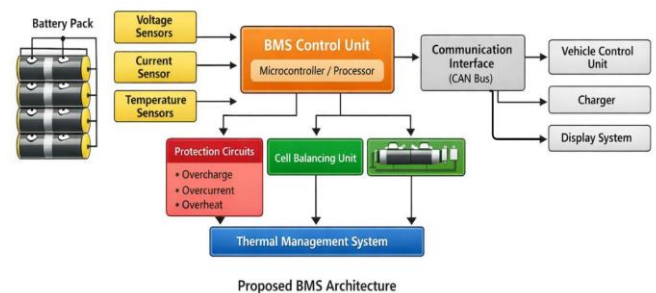 Battery Pack
Voltage
Sensors
Current
Sensor
Temperature
Sensors
BMS Control Unit
Microcontroller / Processor
Communication
Interface
(CAN Bus)
Vehicle Control
Unit
Charger
Display System
Protection Circuits
• Overcharge
• Overcurrent
• Overheat
Cell Balancing Unit
Thermal Management System
Proposed BMS Architecture